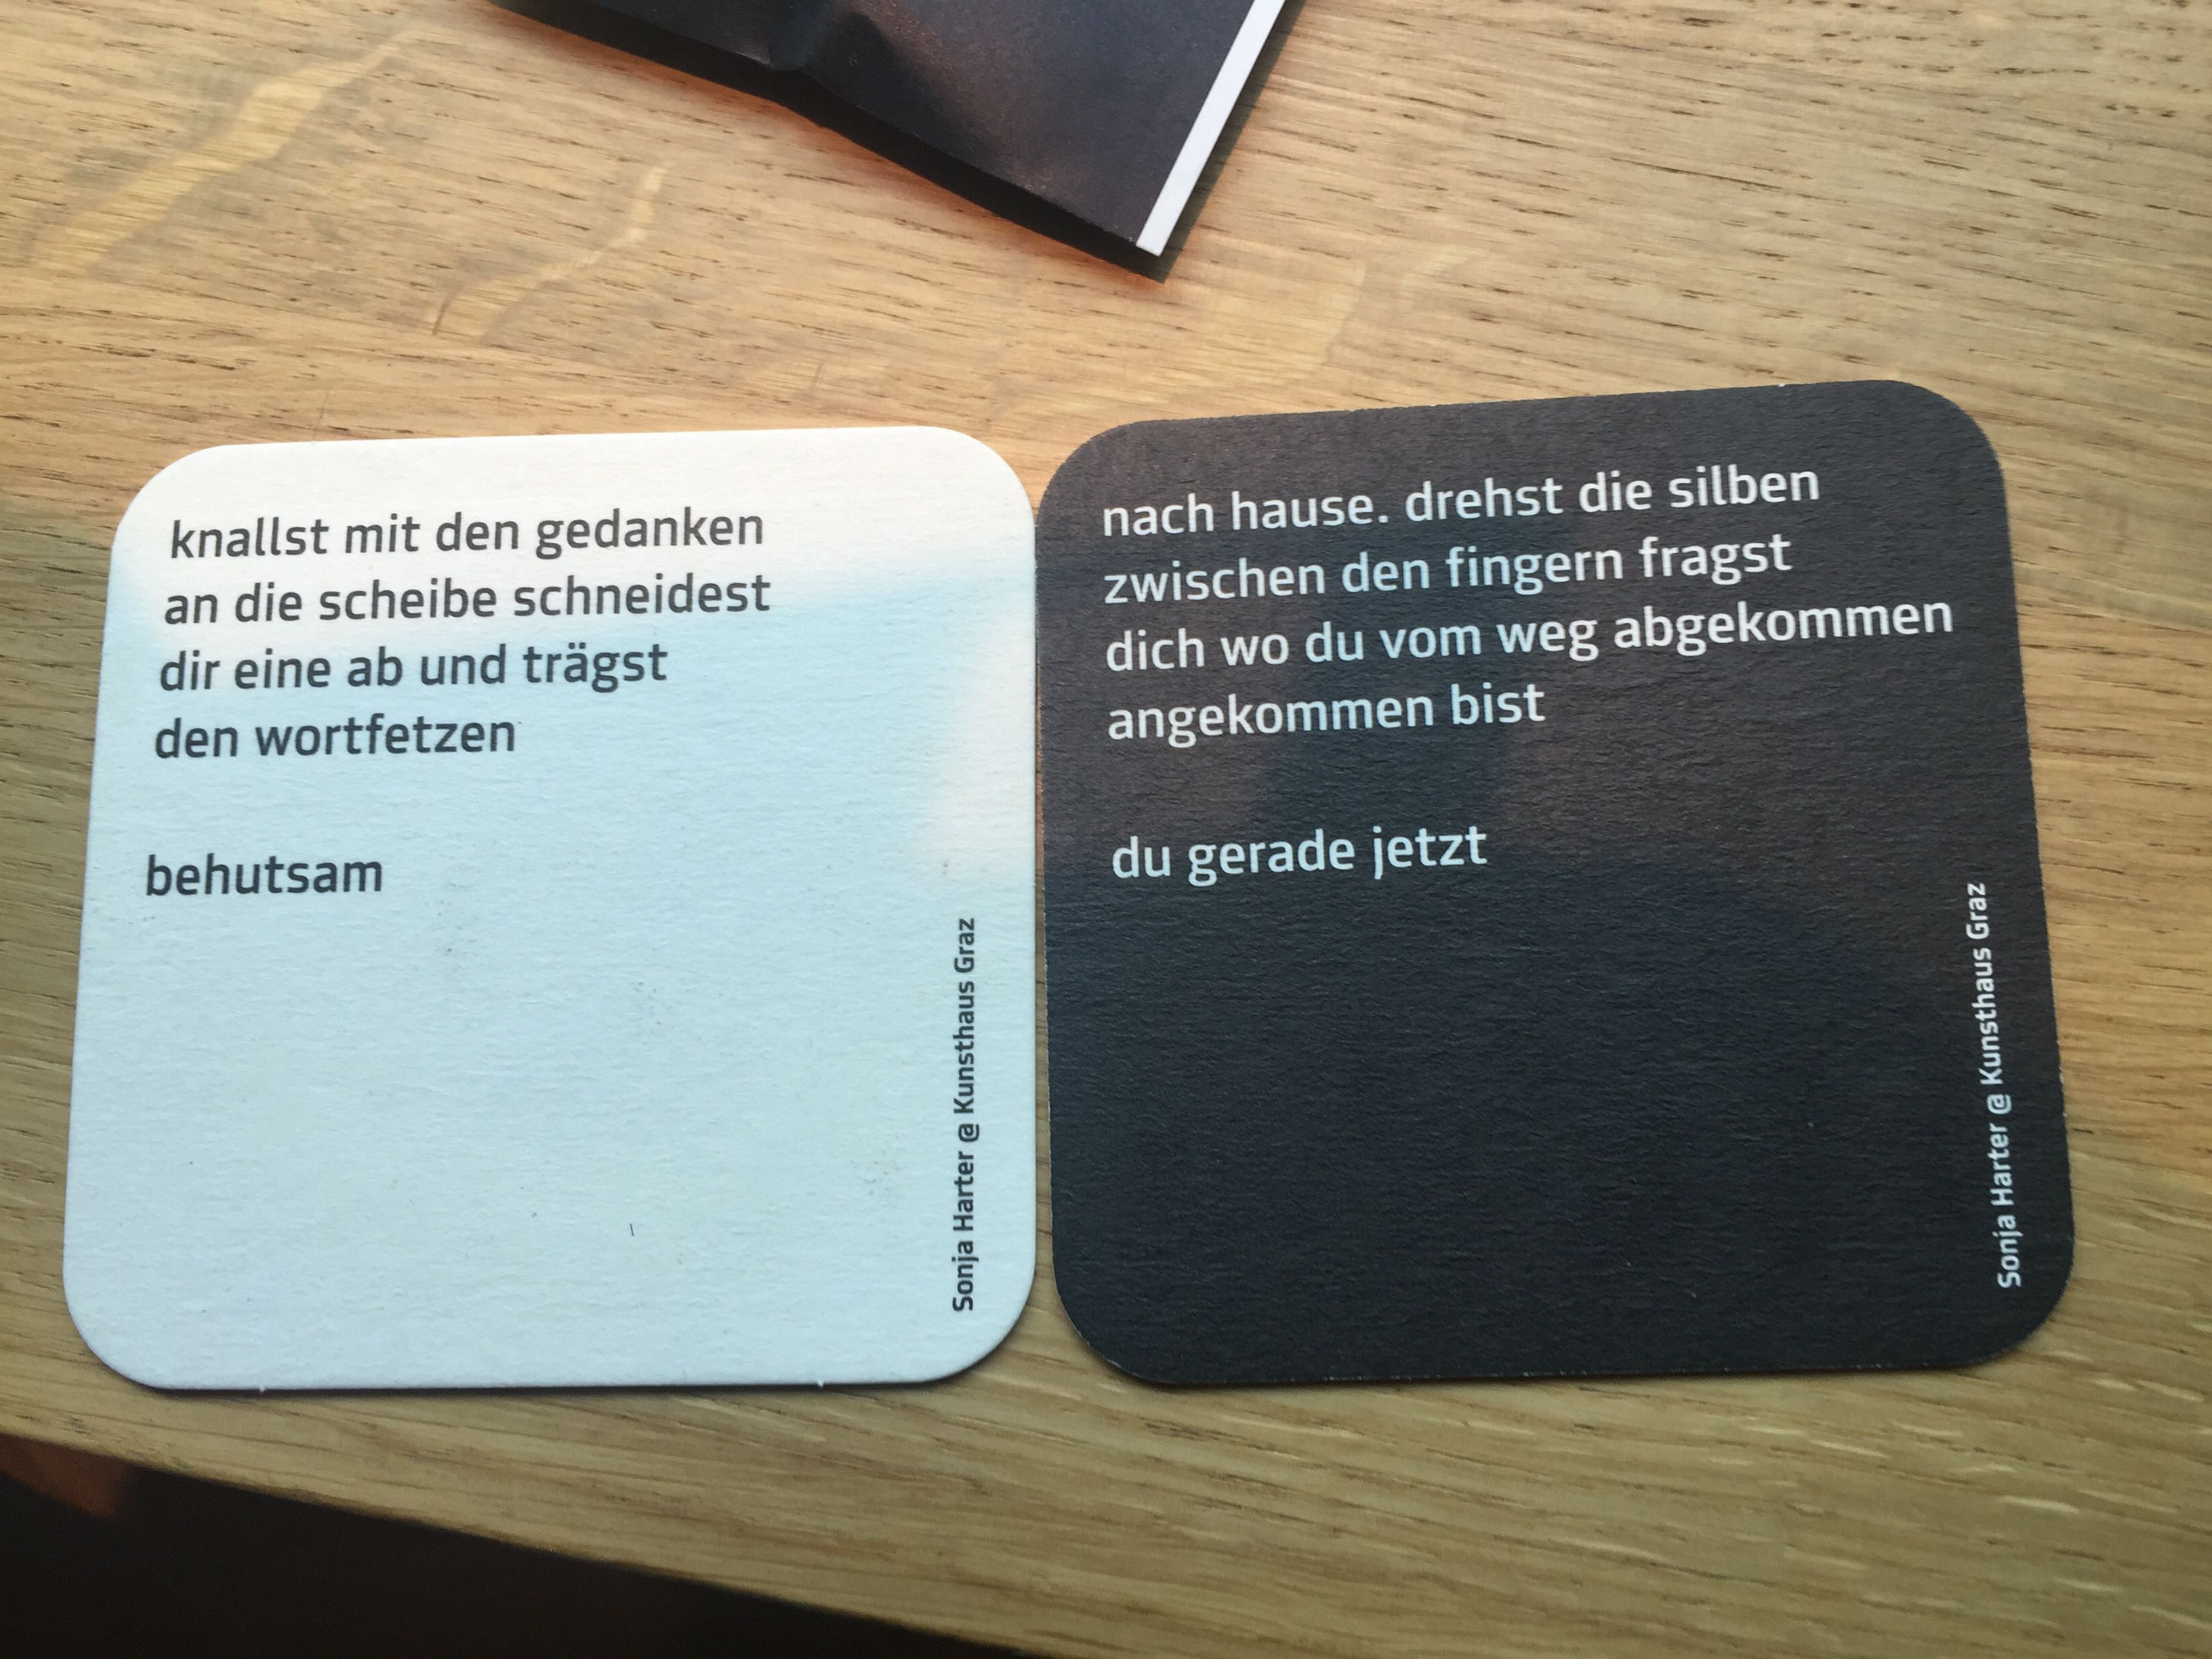 knallst mit den gedanken
an die scheibe schneidest
dir eine ab und trägst
den wortfetzen
behutsam
Sonja Harter @ Kunsthaus Graz
nach hause. drehst die silben
zwischen den fingern fragst
dich wo du vom weg abgekommen
angekommen bist
du gerade jetzt
Sonja Harter @ Kunsthaus Graz